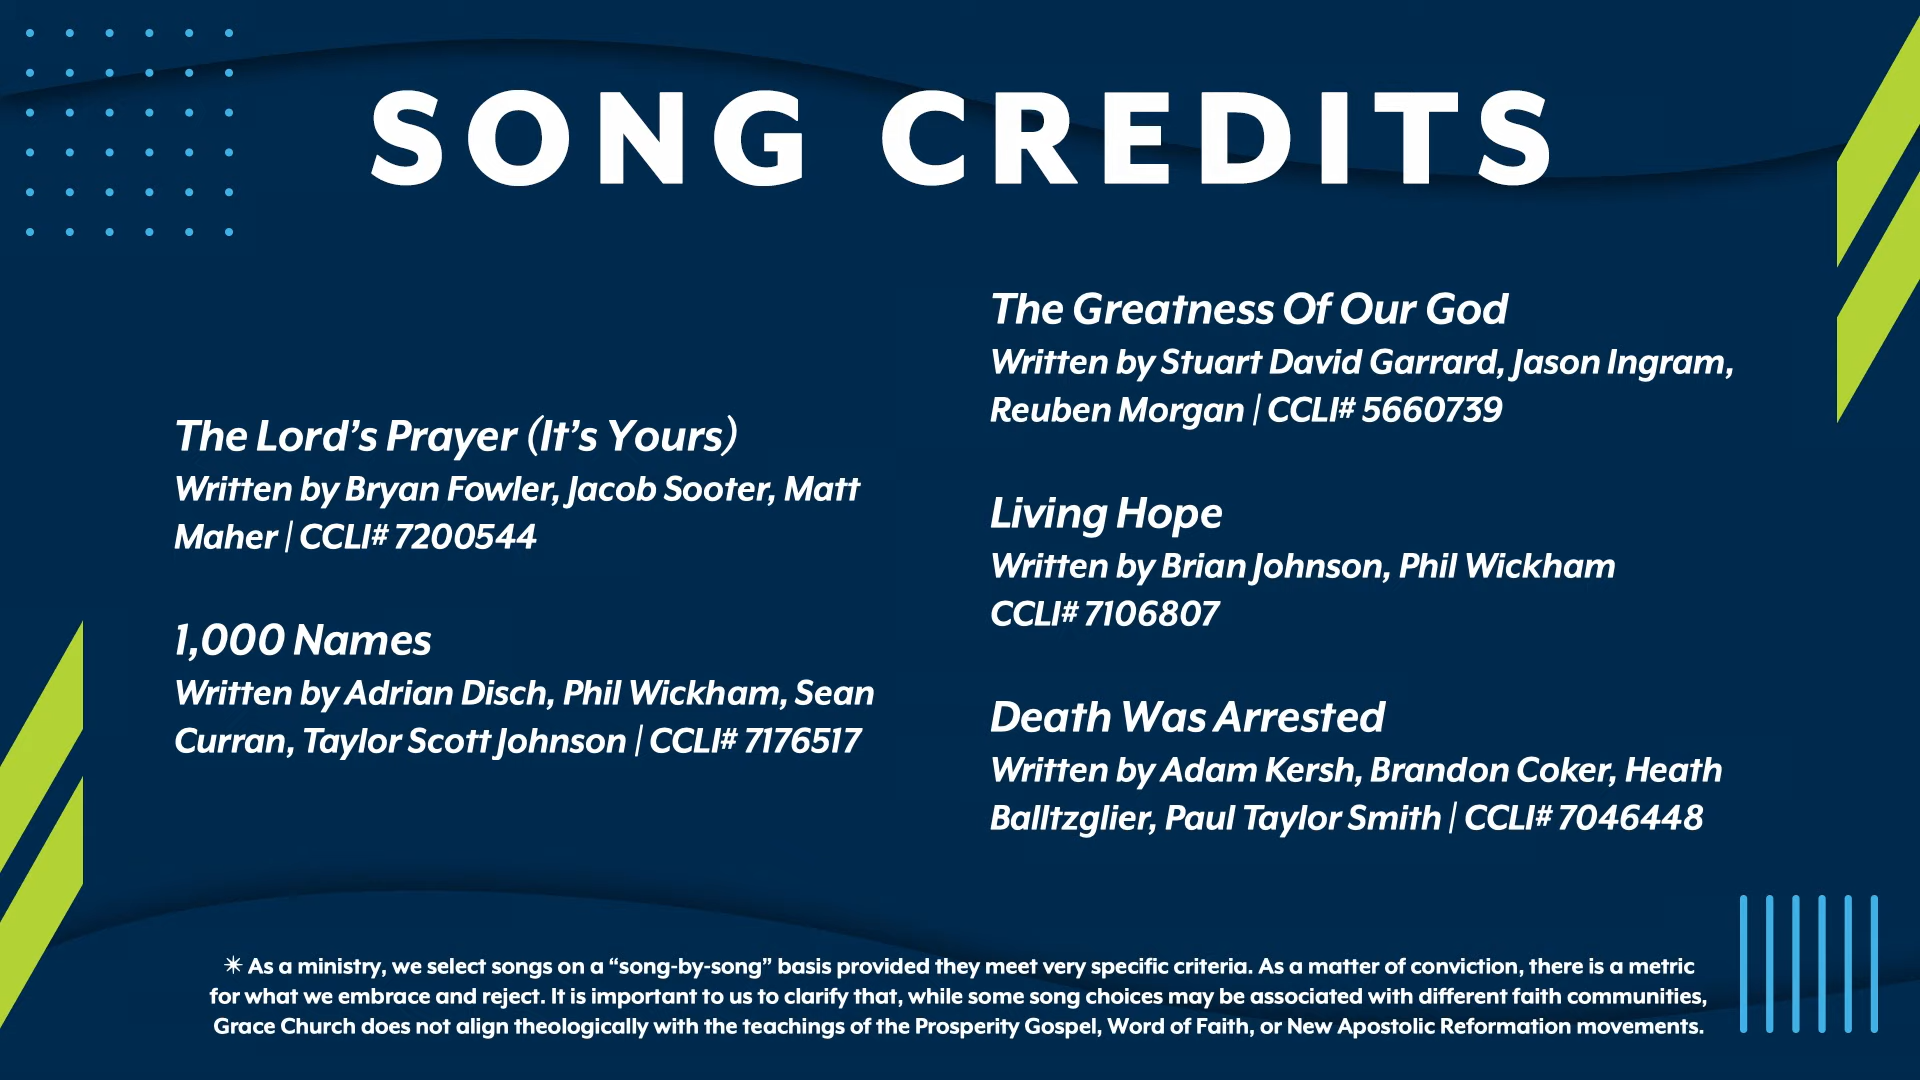 SONG CREDITS
The Lord's Prayer (It's Yours)
Written by Bryan Fowler, Jacob Sooter, Matt
Maher | CCLI# 7200544
1,000 Names
Written by Adrian Disch, Phil Wickham, Sean
Curran, Taylor Scott Johnson | CCLI# 7176517
The Greatness Of Our God
Written by Stuart David Garrard, Jason Ingram,
Reuben Morgan | CCLI# 5660739
Living Hope
Written by Brian Johnson, Phil Wickham
CCLI# 7106807
Death Was Arrested
Written by Adam Kersh, Brandon Coker, Heath
Balltzglier, Paul Taylor Smith | CCLI# 7046448
✴ As a ministry, we select songs on a “song-by-song” basis provided they meet very specific criteria. As a matter of conviction, there is a metric
for what we embrace and reject. It is important to us to clarify that, while some song choices may be associated with different faith communities,
Grace Church does not align theologically with the teachings of the Prosperity Gospel, Word of Faith, or New Apostolic Reformation movements.